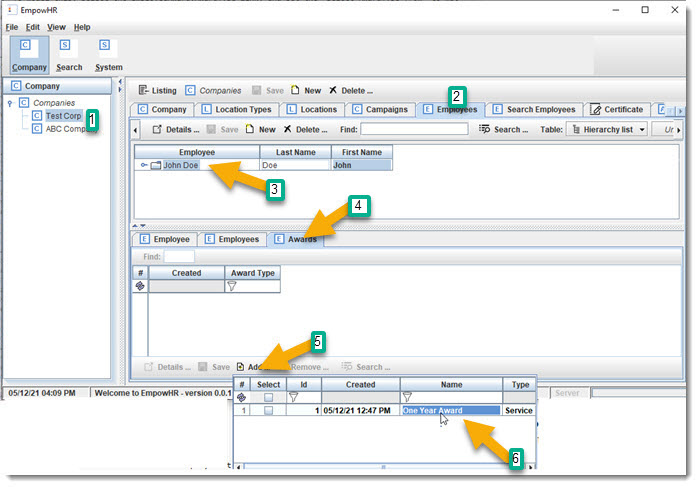 EmpowHR
File Edit View Help
C S S
Company Search System
C Company
C Companies
C Test Corp 1
C ABC Comp
Listing C Companies Save New Delete ...
2
C Company L Location Types L Locations C Campaigns E Employees E Search Employees Certificate
Details ... Save New Delete ... Find: Search ... Table: Hierarchy list
Employee Last Name First Name
John Doe Doe John
3
4
E Employee E Employees E Awards
Find:
# Created Award Type
5
Details ... Save Add Remove ... Search ...
05/12/21 04:09 PM Welcome to EmpowHR - version 0.0.1 Server
# Select Id Created Name Type
1 1 05/12/21 12:47 PM One Year Award Service
6